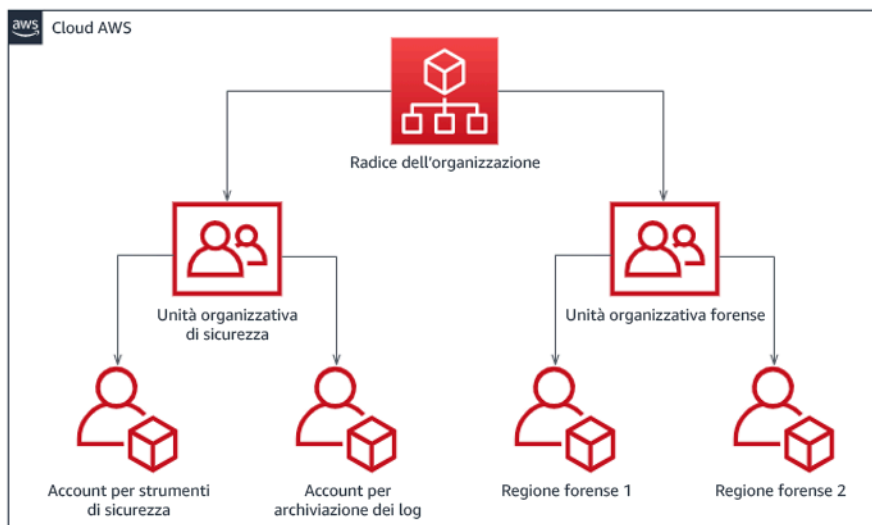 aws
Cloud AWS
Radice dell'organizzazione
Unità organizzativa
di sicurezza
Unità organizzativa forense
Account per strumenti
di sicurezza
Account per
archiviazione dei log
Regione forense 1
Regione forense 2